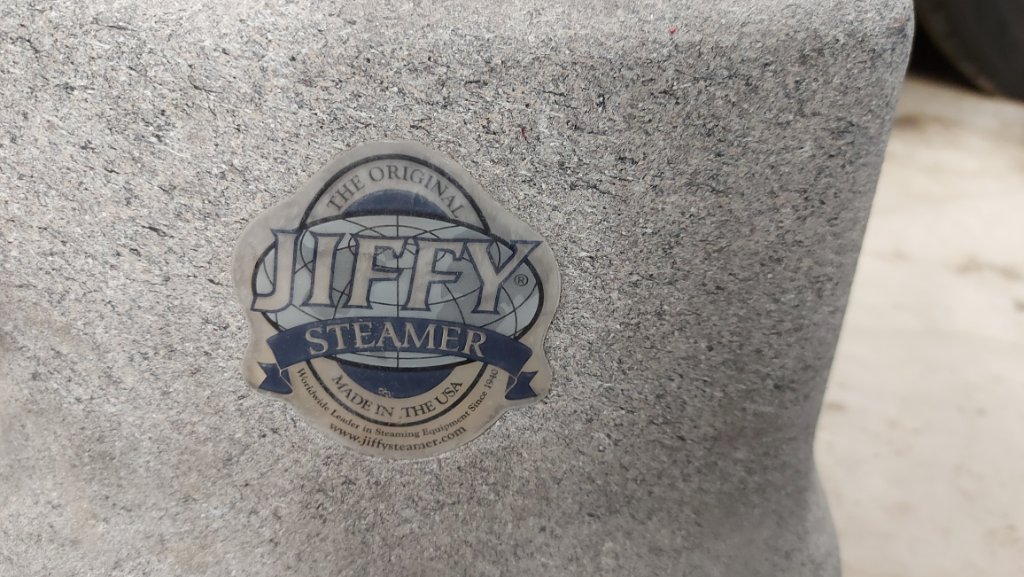 THE ORIGINAL
JIFFY®
STEAMER
MADE IN THE USA
Worldwide Leader in Steaming Equipment Since 1940
www.jiffysteamer.com